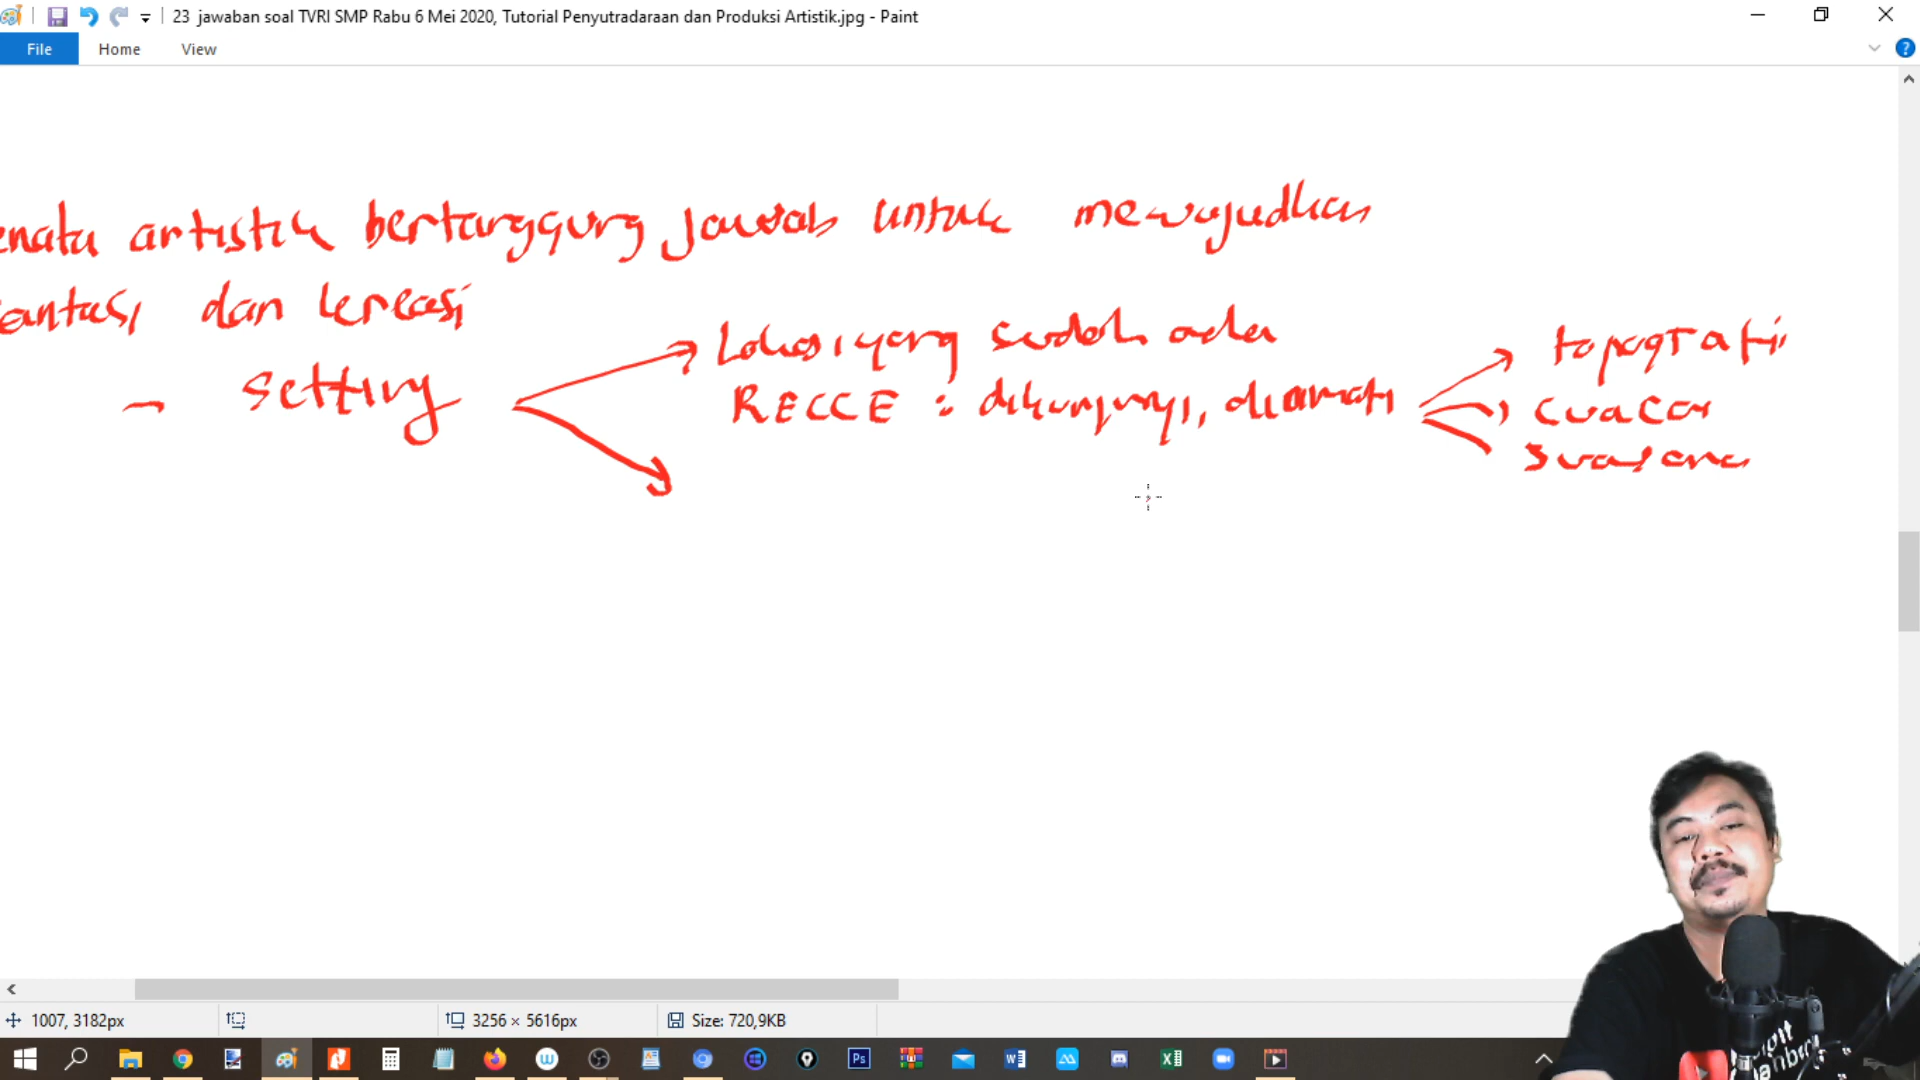 23 jawaban soal TVRI SMP Rabu 6 Mei 2020, Tutorial Penyutradaraan dan Produksi Artistik.jpg - Paint
File Home View
enata artistik bertanggung jawab untuk mewujudkan
antasi dan kreasi
- Setting
Lokasi yang sudah ada
RECCE : dikunjungi, diamati
topografi
cuaca
suasana
1007, 3182px
3256 × 5616px
Size: 720,9KB